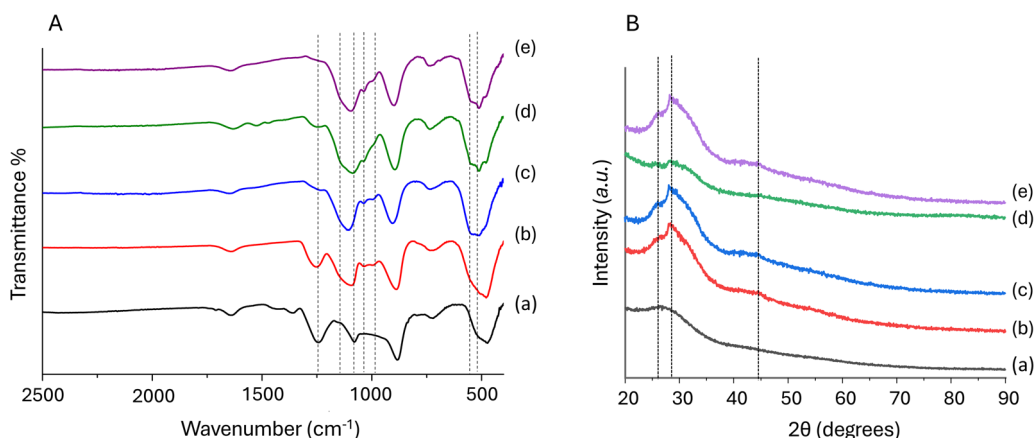 A
Transmittance %
(e)
(d)
(c)
(b)
(a)
2500
2000
1500
1000
500
Wavenumber (cm⁻¹)
B
Intensity (a.u.)
(e)
(d)
(c)
(b)
(a)
20
30
40
50
60
70
80
90
2θ (degrees)